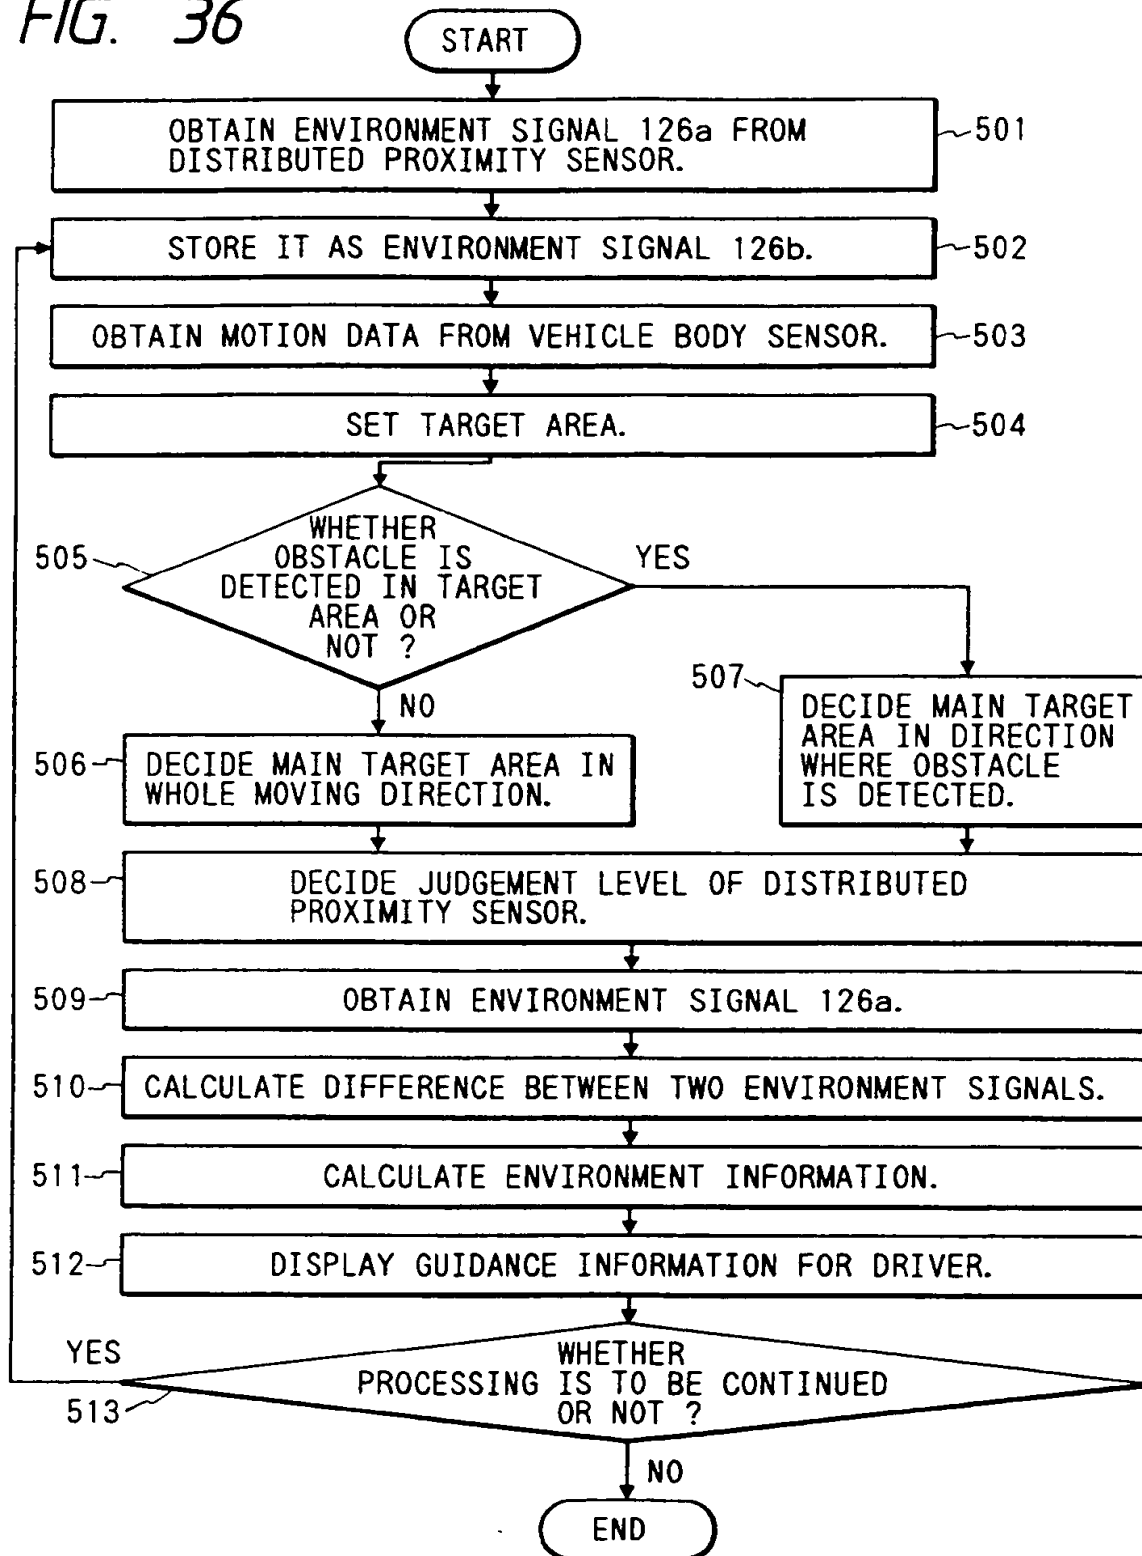 FIG. 36
START
OBTAIN ENVIRONMENT SIGNAL 126a FROM
DISTRIBUTED PROXIMITY SENSOR.
501
STORE IT AS ENVIRONMENT SIGNAL 126b.
502
OBTAIN MOTION DATA FROM VEHICLE BODY SENSOR.
503
SET TARGET AREA.
504
505
WHETHER
OBSTACLE IS
DETECTED IN TARGET
AREA OR
NOT ?
YES
NO
506
DECIDE MAIN TARGET AREA IN
WHOLE MOVING DIRECTION.
507
DECIDE MAIN TARGET
AREA IN DIRECTION
WHERE OBSTACLE
IS DETECTED.
508
DECIDE JUDGEMENT LEVEL OF DISTRIBUTED
PROXIMITY SENSOR.
509
OBTAIN ENVIRONMENT SIGNAL 126a.
510
CALCULATE DIFFERENCE BETWEEN TWO ENVIRONMENT SIGNALS.
511
CALCULATE ENVIRONMENT INFORMATION.
512
DISPLAY GUIDANCE INFORMATION FOR DRIVER.
YES
513
WHETHER
PROCESSING IS TO BE CONTINUED
OR NOT ?
NO
END